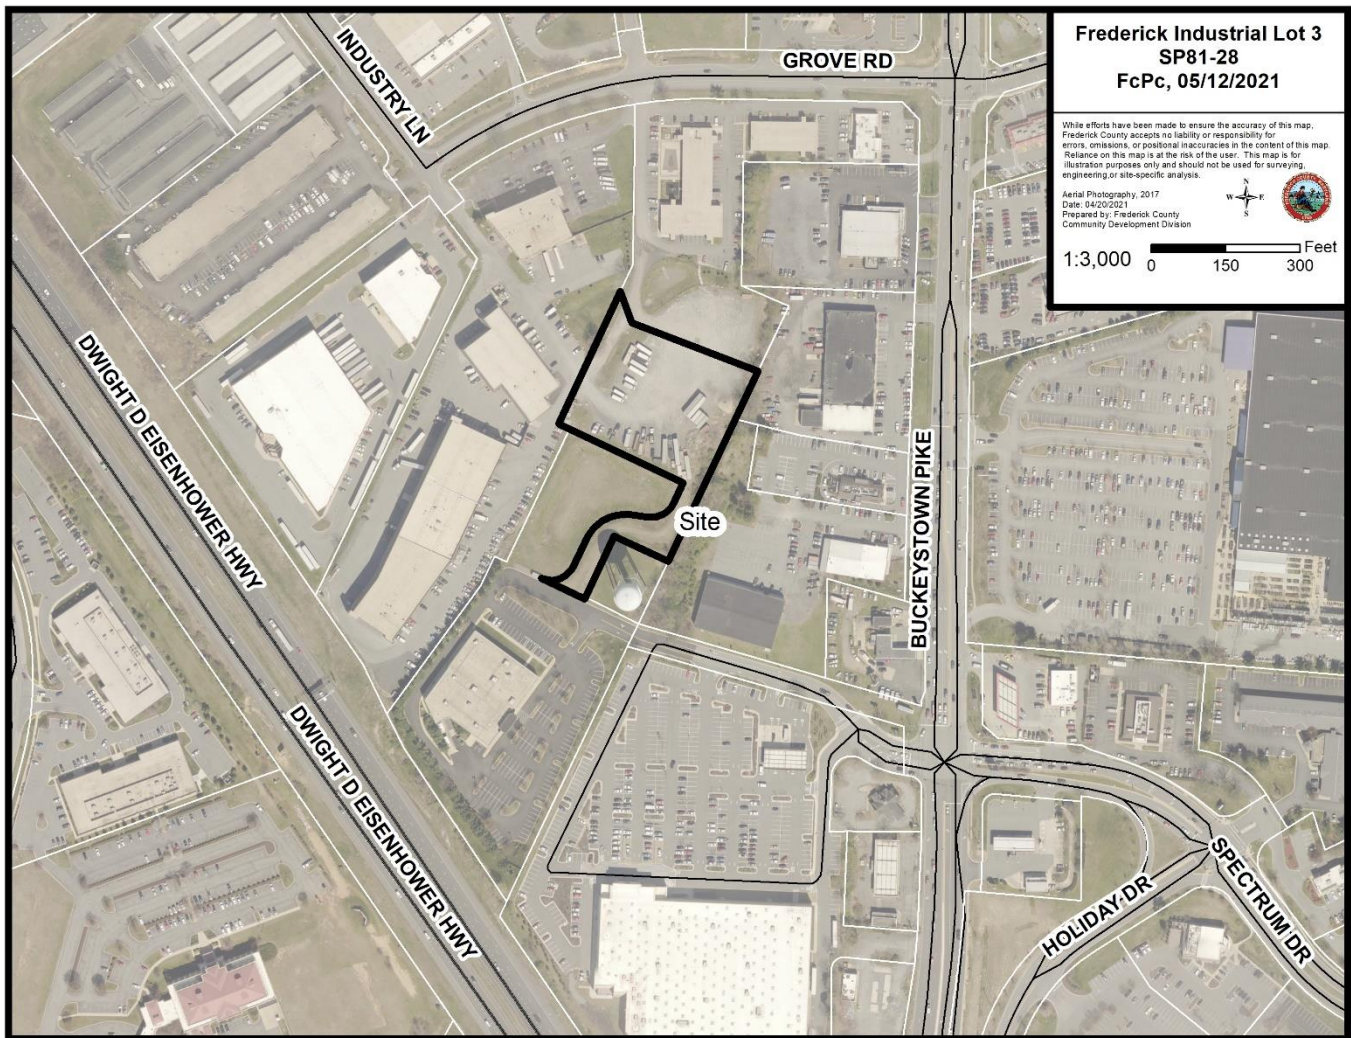 Frederick Industrial Lot 3
SP81-28
FcPc, 05/12/2021
While efforts have been made to ensure the accuracy of this map,
Frederick County accepts no liability or responsibility for
errors, omissions, or positional inaccuracies in the content of this map.
Reliance on this map is at the risk of the user. This map is for
illustration purposes only and should not be used for surveying,
engineering,or site-specific analysis.
Aerial Photography, 2017
Date: 04/20/2021
Prepared by: Frederick County
Community Development Division
N
W E
S
1:3,000
Feet
0 150 300
INDUSTRY LN
GROVE RD
DWIGHT D EISENHOWER HWY
BUCKEYSTOWN PIKE
Site
DWIGHT D EISENHOWER HWY
HOLIDAY DR
SPECTRUM DR